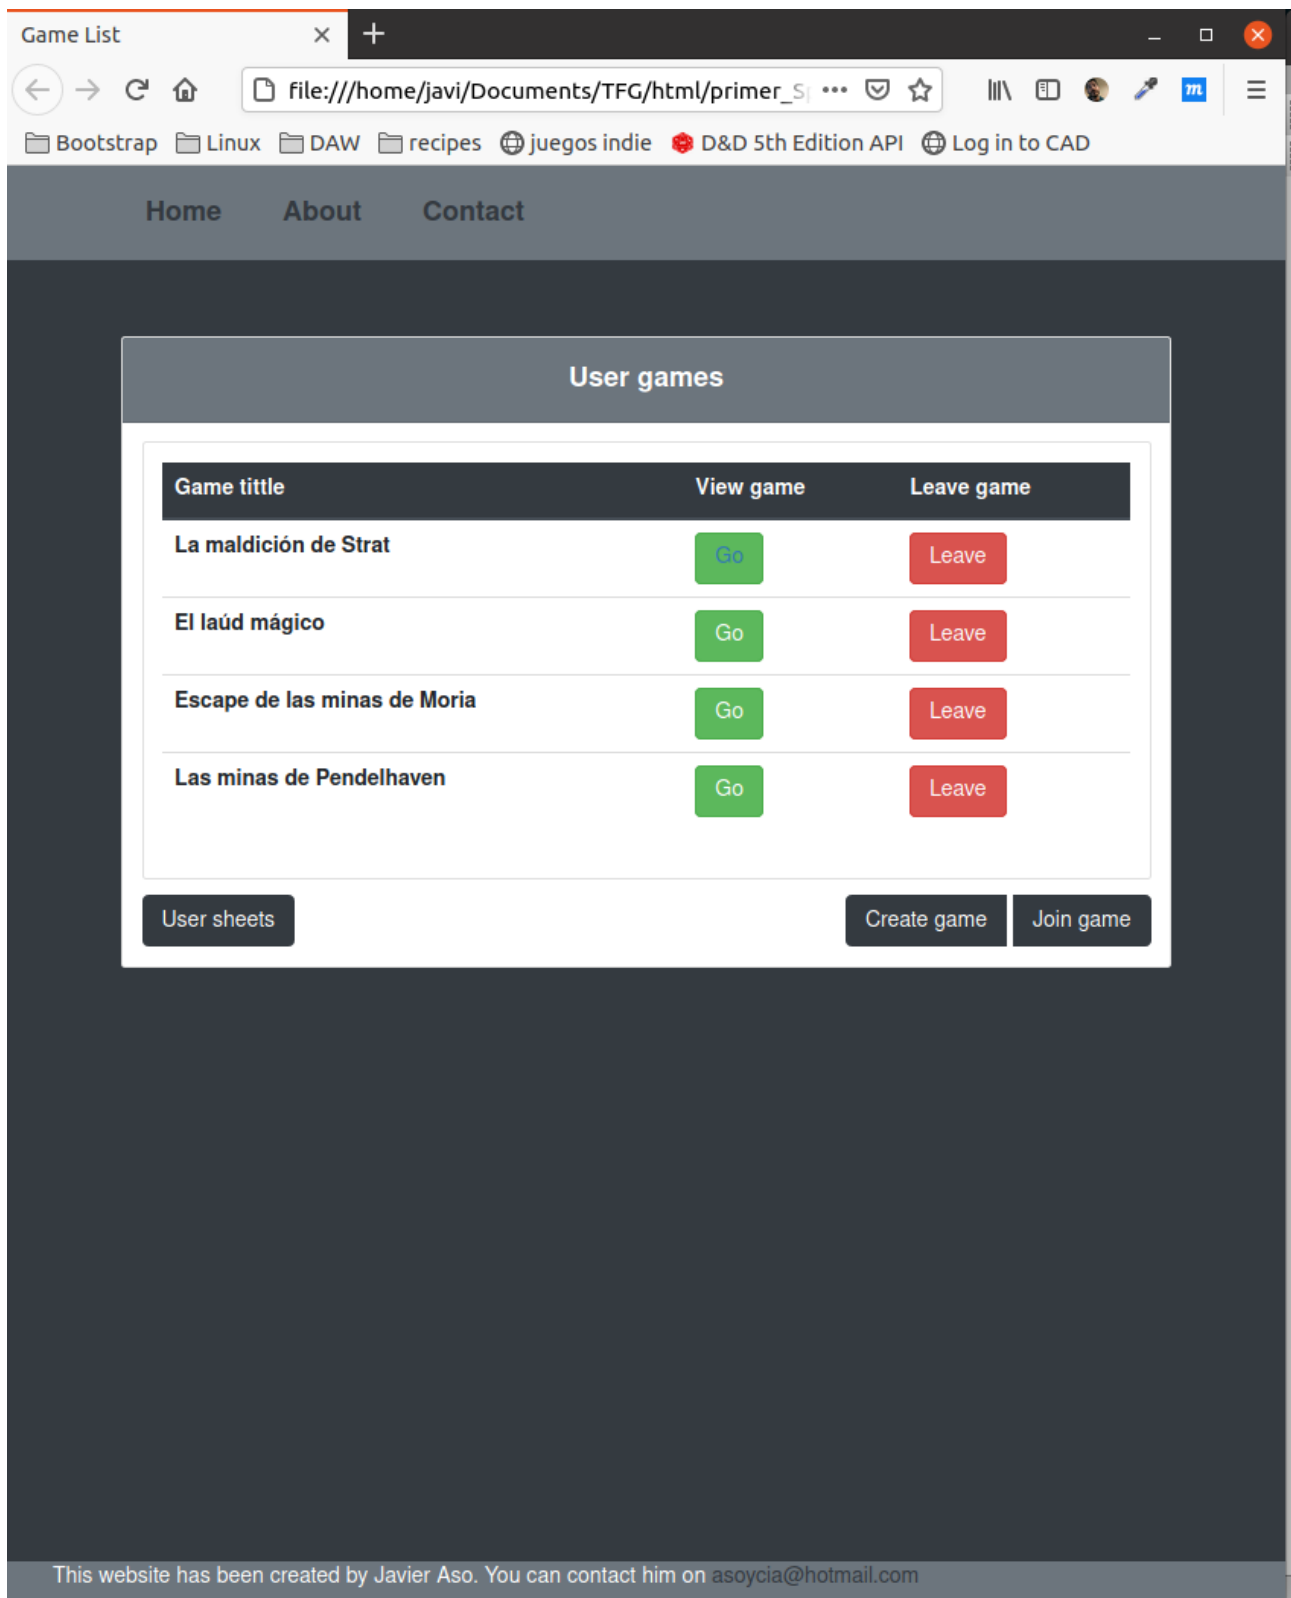 Game List
file:///home/javi/Documents/TFG/html/primer_S
Bootstrap Linux DAW recipes juegos indie D&D 5th Edition API Log in to CAD
m
Home About Contact
User games
Game tittle View game Leave game
La maldición de Strat Go Leave
El laúd mágico Go Leave
Escape de las minas de Moria Go Leave
Las minas de Pendelhaven Go Leave
User sheets Create game Join game
This website has been created by Javier Aso. You can contact him on asoycia@hotmail.com